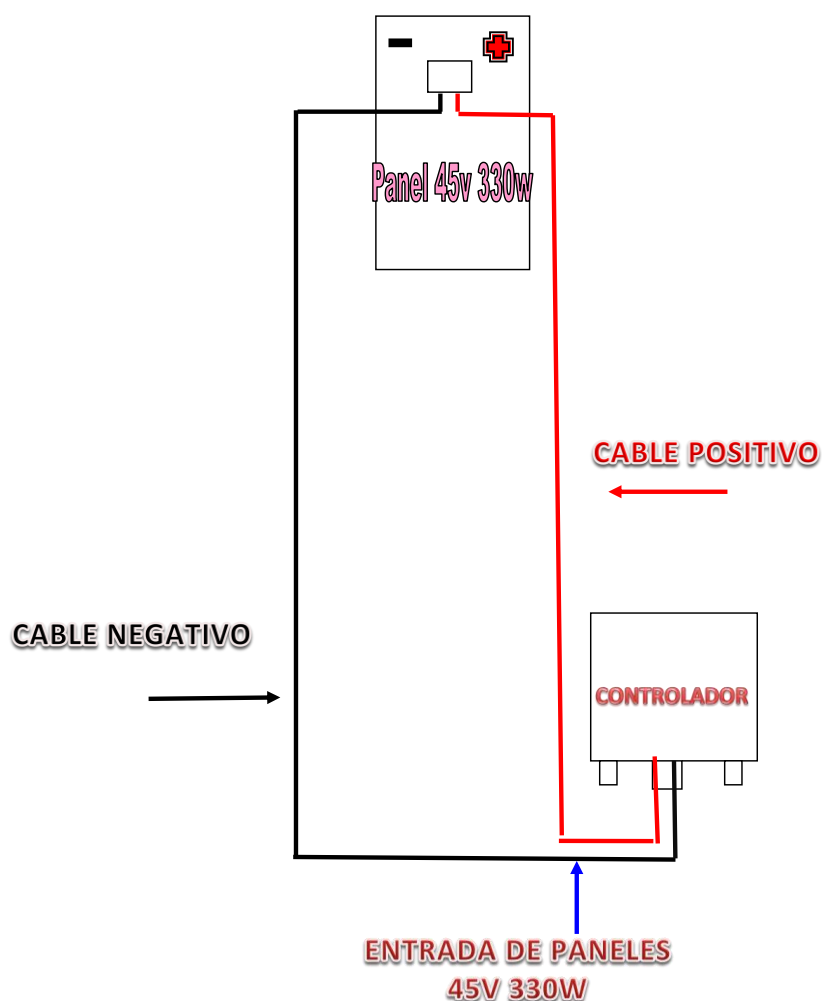 Panel 45v 330w
CABLE POSITIVO
CABLE NEGATIVO
CONTROLADOR
ENTRADA DE PANELES
45V 330W